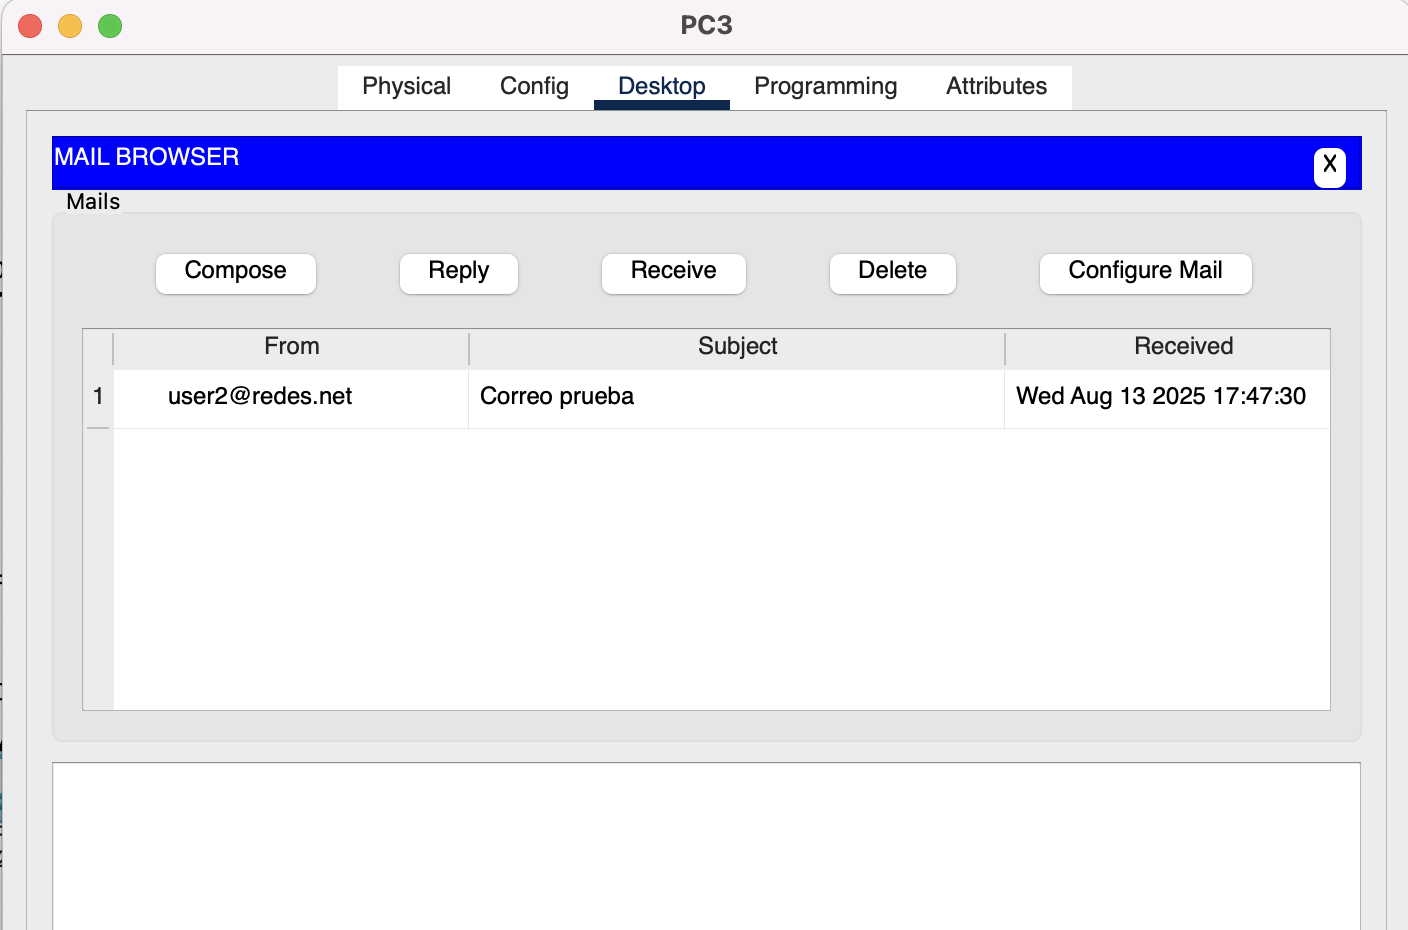 PC3
Physical Config Desktop Programming Attributes
MAIL BROWSER
X
Mails
Compose Reply Receive Delete Configure Mail
From Subject Received
1 user2@redes.net Correo prueba Wed Aug 13 2025 17:47:30